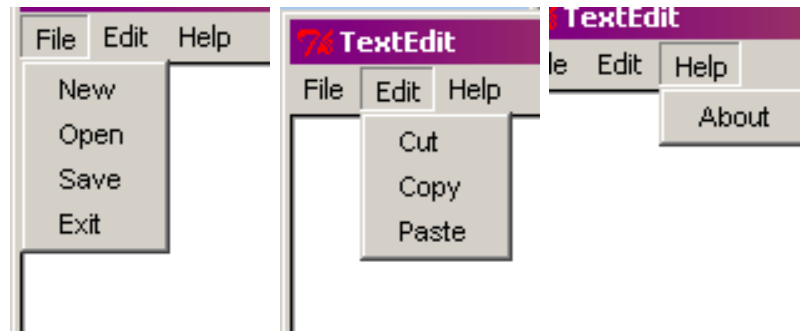 File Edit Help
New
Open
Save
Exit
TextEdit
File Edit Help
Cut
Copy
Paste
TextEdit
le Edit Help
About